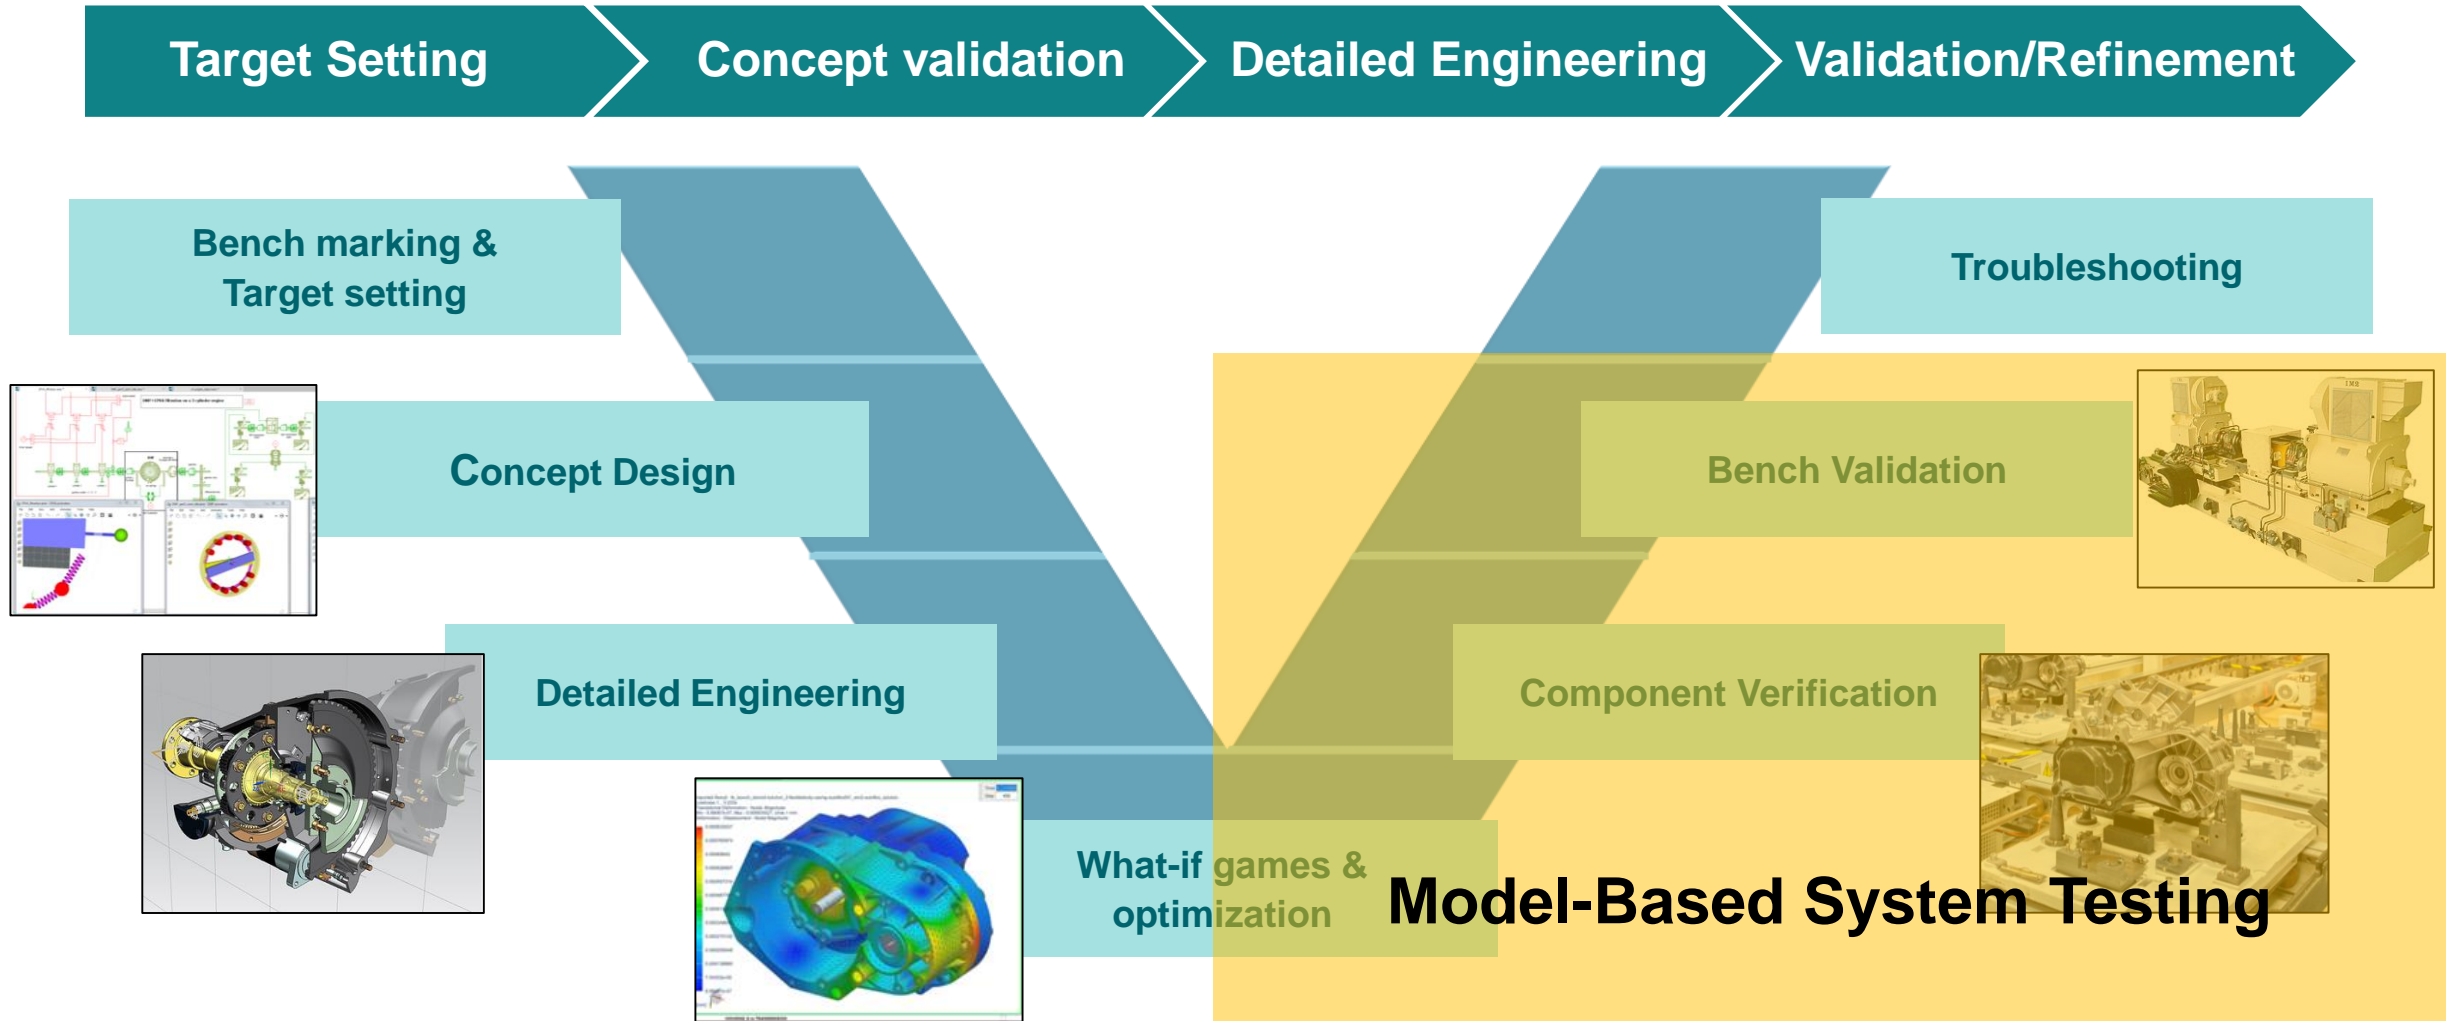 Target Setting
Concept validation
Detailed Engineering
Validation/Refinement
Bench marking &
Target setting
Troubleshooting
Concept Design
Bench Validation
Detailed Engineering
Component Verification
What-if games &
optimization
Model-Based System Testing